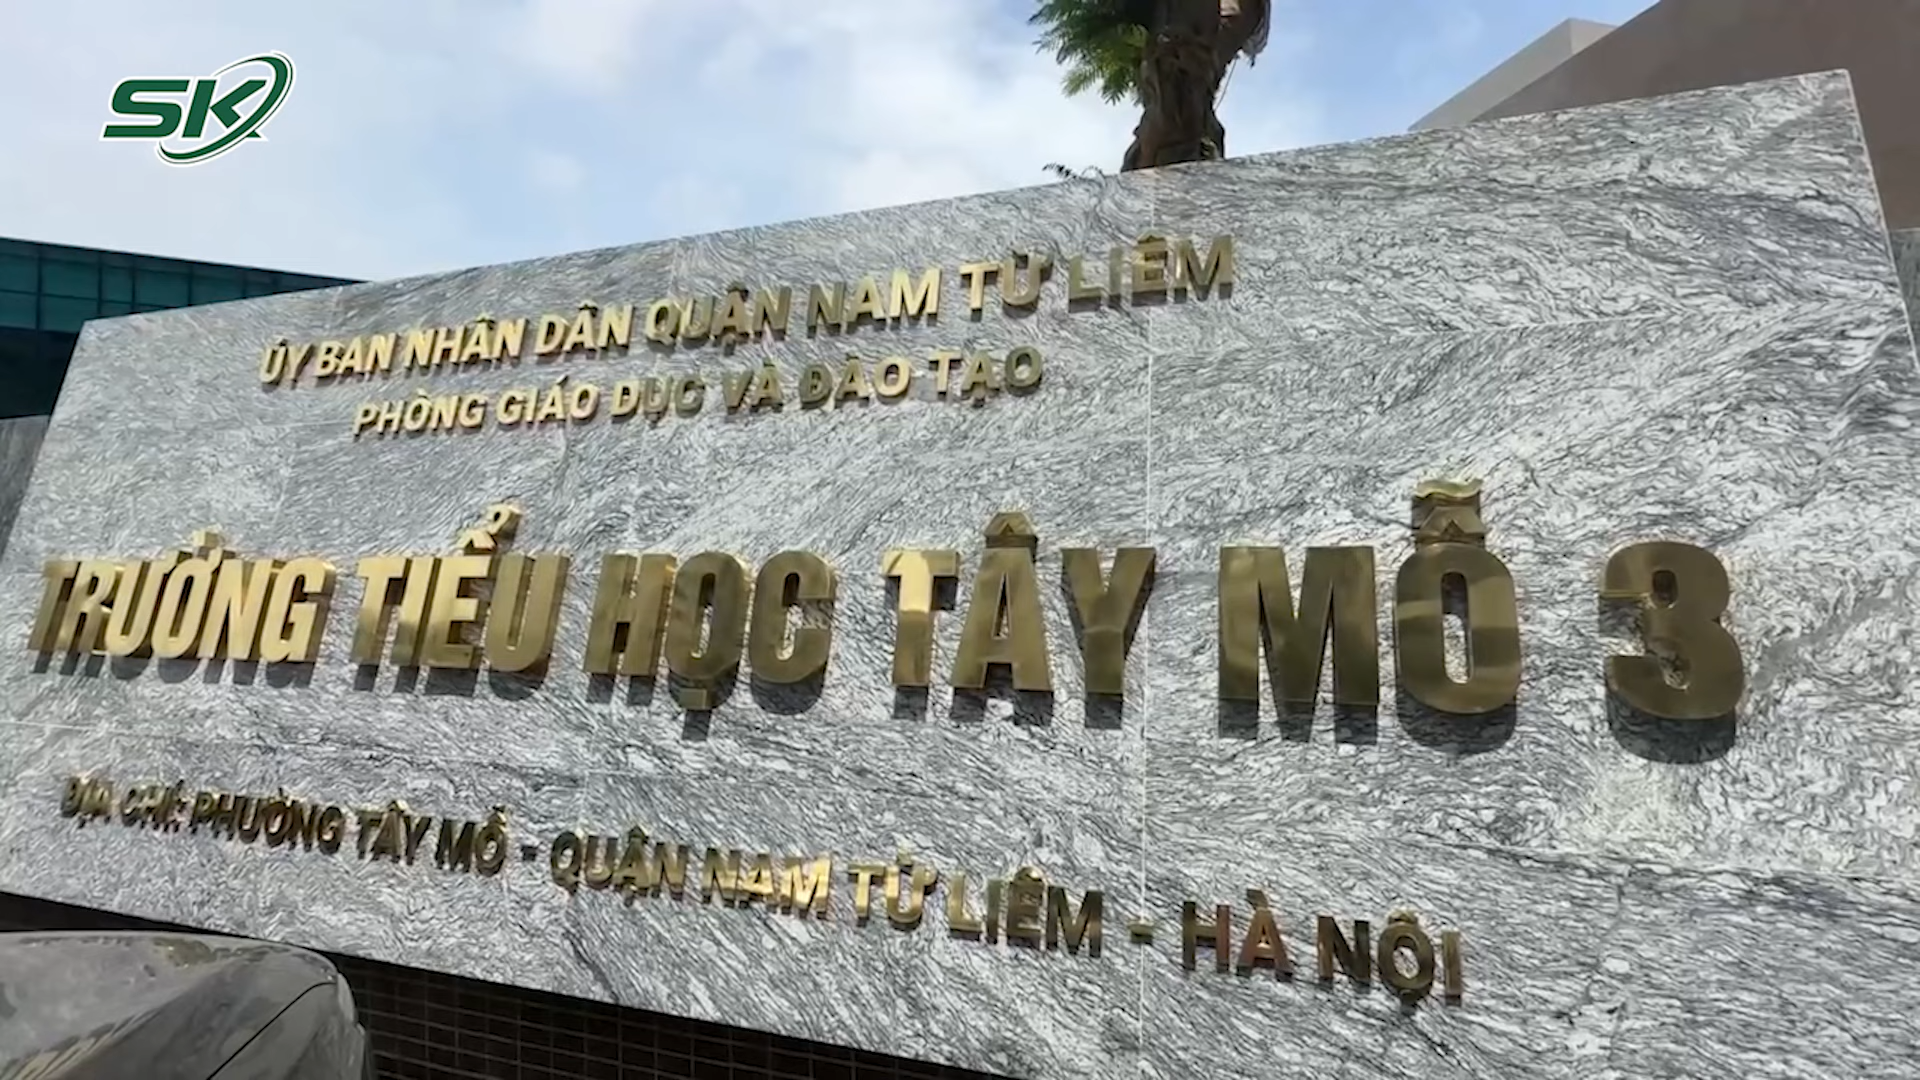 SK
ỦY BAN NHÂN DÂN QUẬN NAM TỪ LIÊM
PHÒNG GIÁO DỤC VÀ ĐÀO TẠO
TRƯỜNG TIỂU HỌC TÂY MỖ 3
ĐỊA CHỈ: PHƯỜNG TÂY MỖ - QUẬN NAM TỪ LIÊM - HÀ NỘI